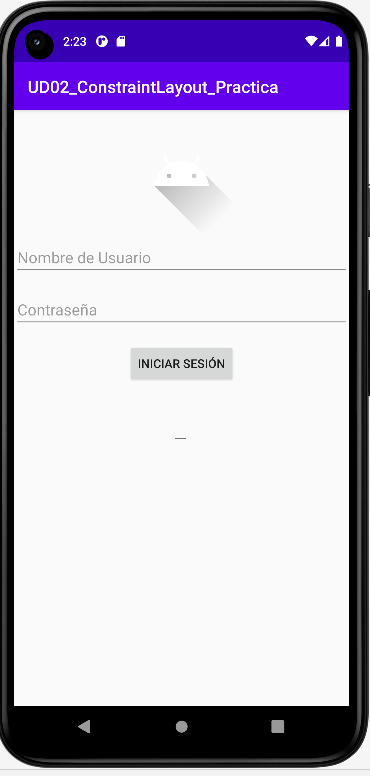 2:23
UD02_ConstraintLayout_Practica
Nombre de Usuario
Contraseña
INICIAR SESIÓN